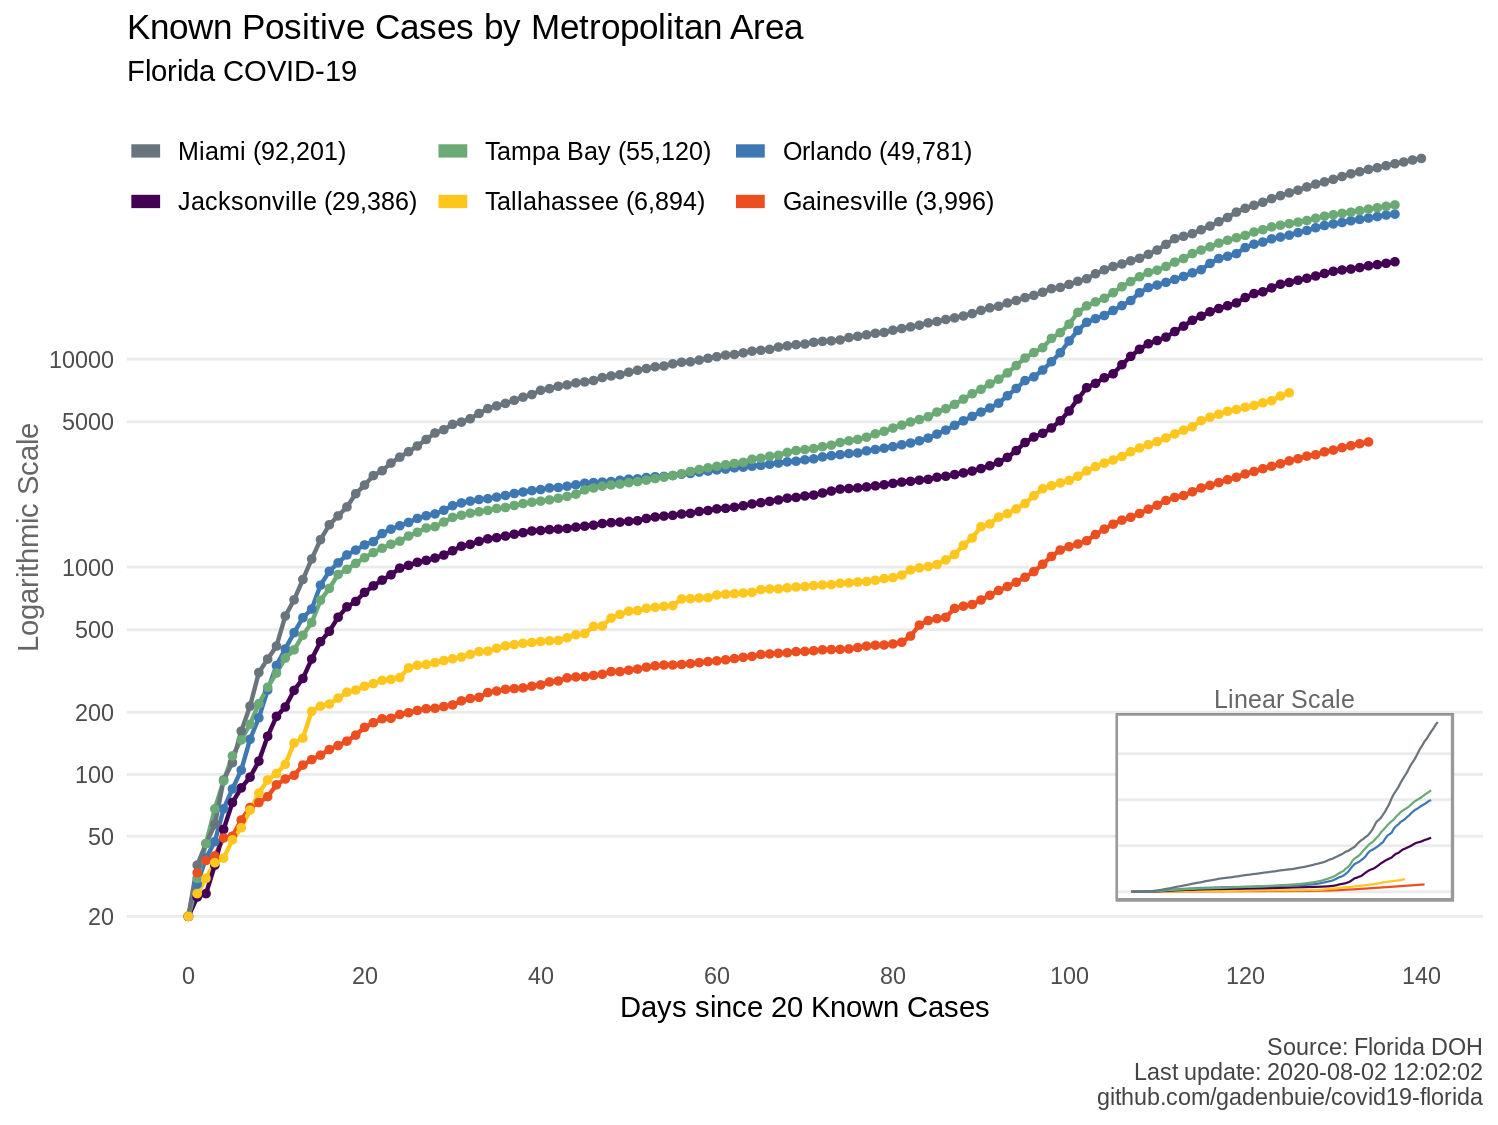 Known Positive Cases by Metropolitan Area
Florida COVID-19
Miami (92,201) Tampa Bay (55,120) Orlando (49,781)
Jacksonville (29,386) Tallahassee (6,894) Gainesville (3,996)
Logarithmic Scale
10000
5000
1000
500
200
100
50
20
Linear Scale
0 20 40 60 80 100 120 140
Days since 20 Known Cases
Source: Florida DOH
Last update: 2020-08-02 12:02:02
github.com/gadenbuie/covid19-florida